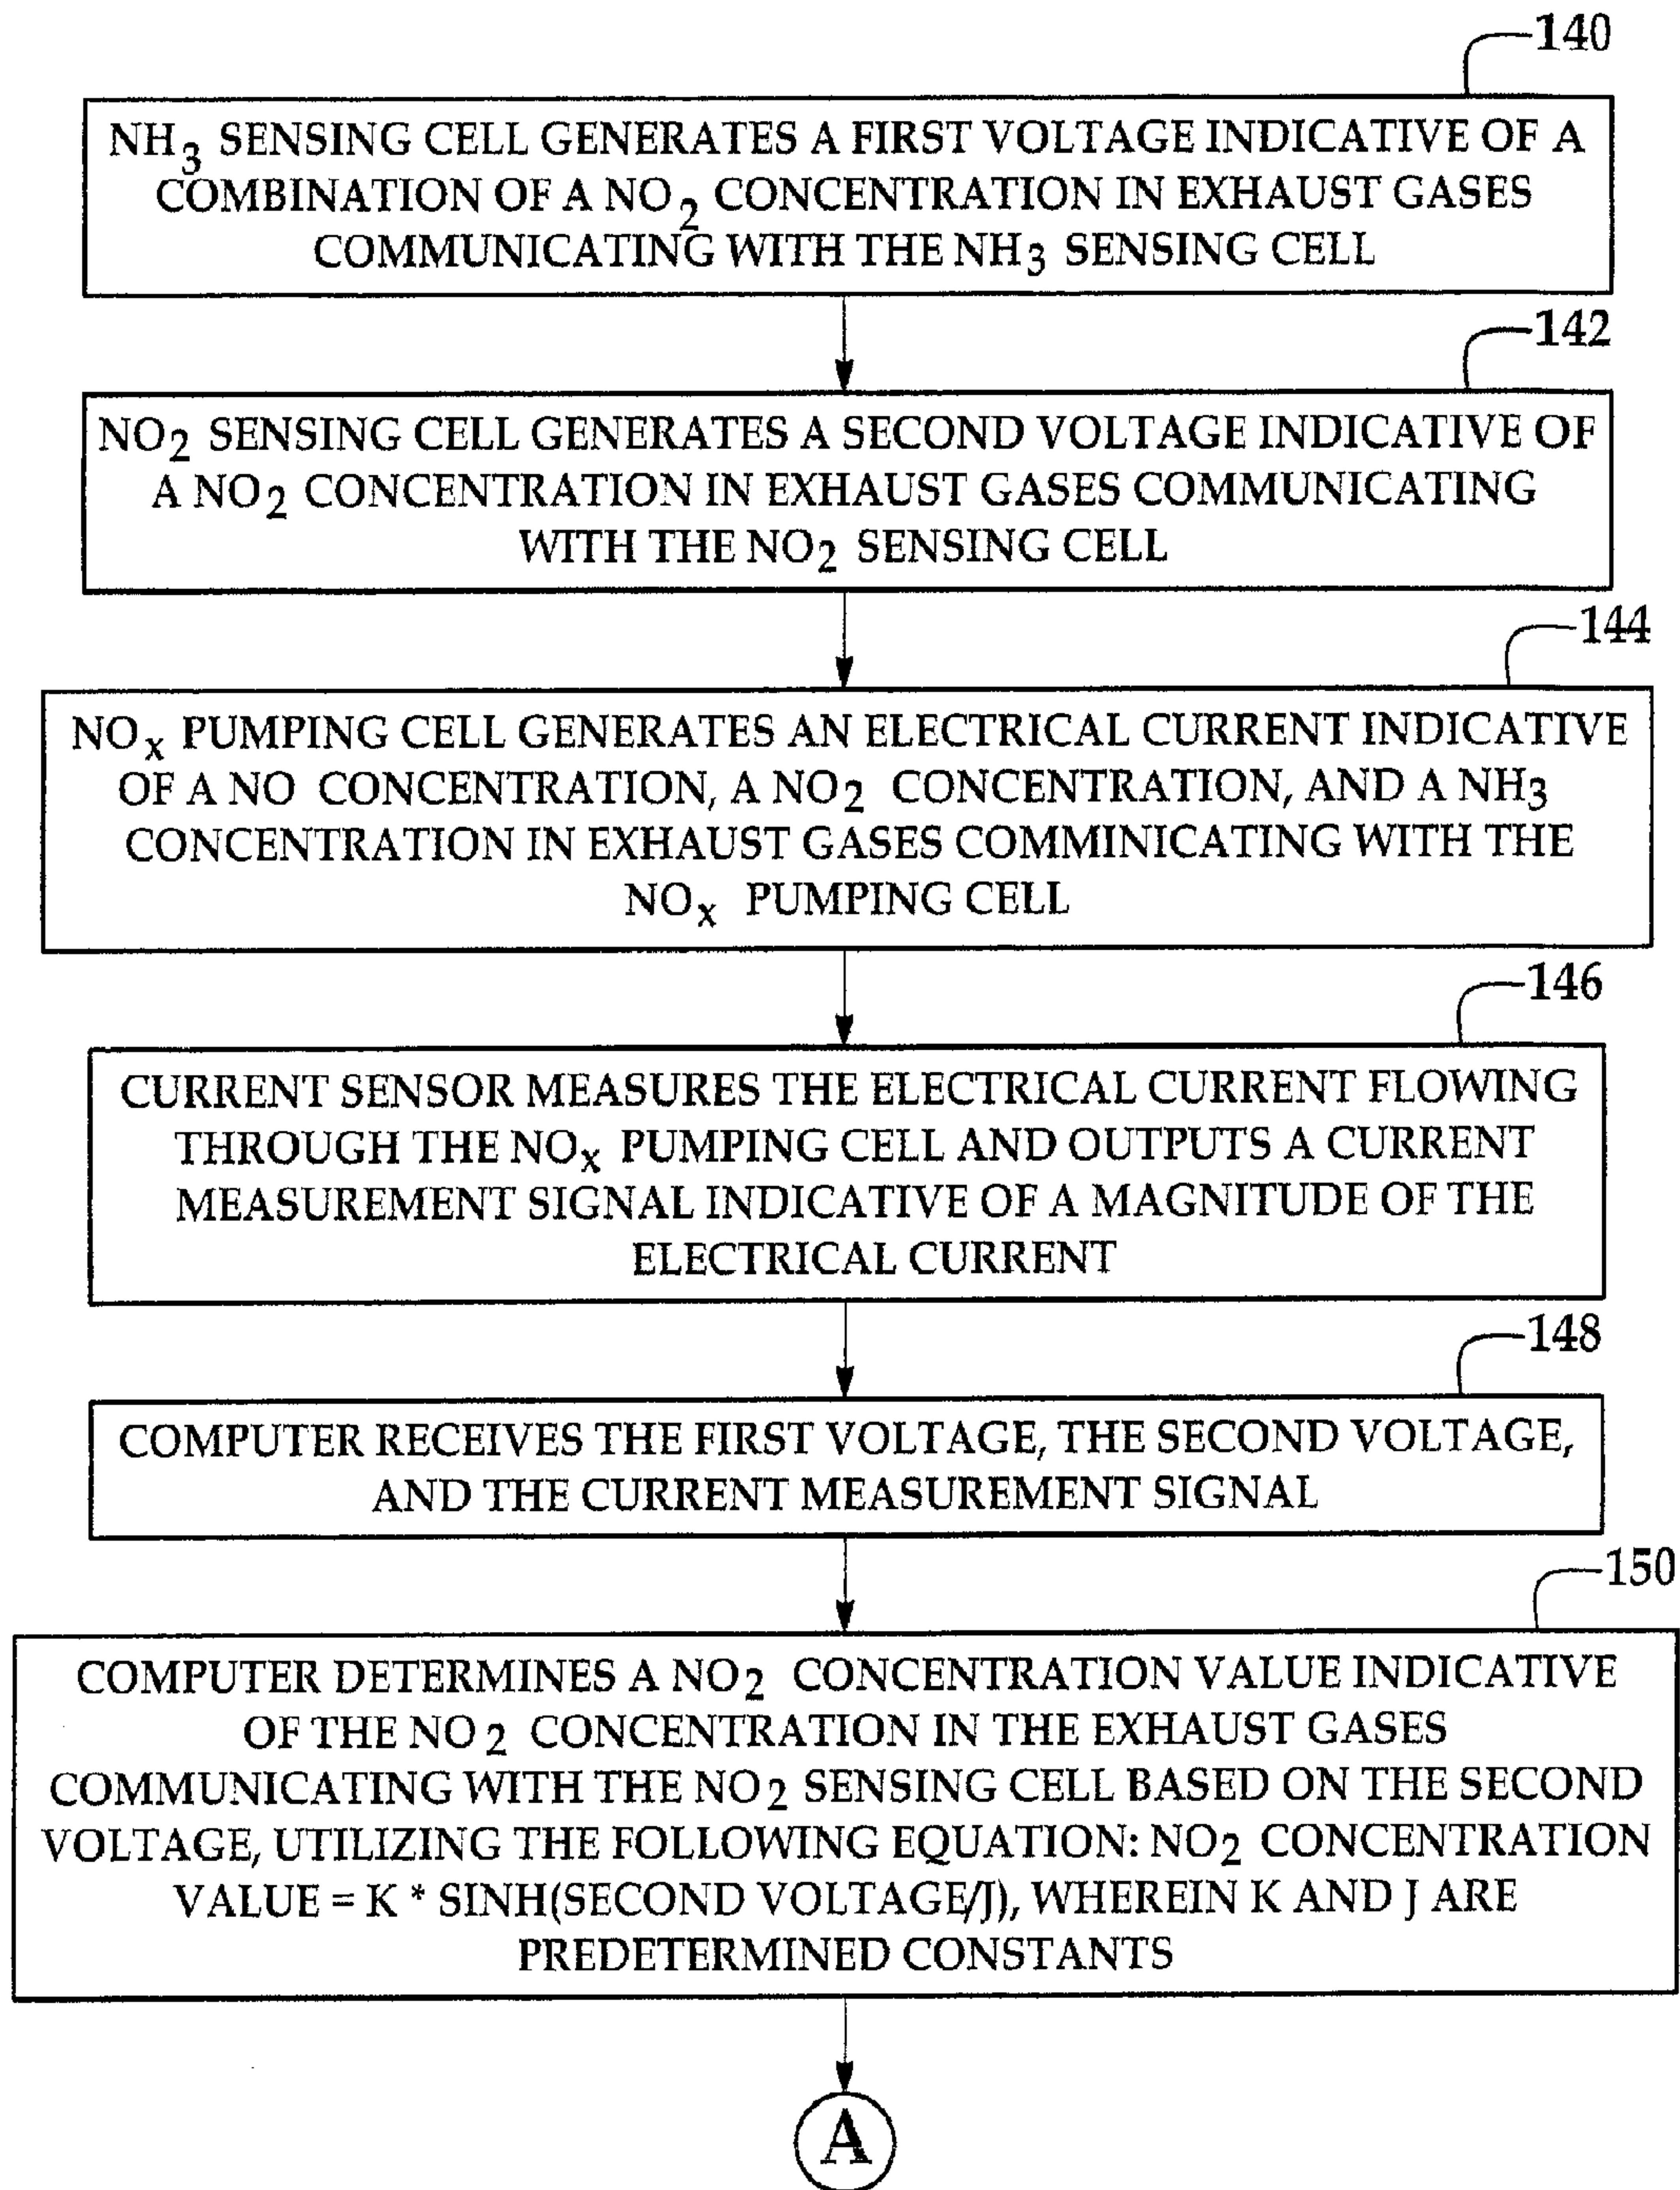 140
NH3 SENSING CELL GENERATES A FIRST VOLTAGE INDICATIVE OF A
COMBINATION OF A NO2 CONCENTRATION IN EXHAUST GASES
COMMUNICATING WITH THE NH3 SENSING CELL
142
NO2 SENSING CELL GENERATES A SECOND VOLTAGE INDICATIVE OF
A NO2 CONCENTRATION IN EXHAUST GASES COMMUNICATING
WITH THE NO2 SENSING CELL
144
NOx PUMPING CELL GENERATES AN ELECTRICAL CURRENT INDICATIVE
OF A NO CONCENTRATION, A NO2 CONCENTRATION, AND A NH3
CONCENTRATION IN EXHAUST GASES COMMINICATING WITH THE
NOx PUMPING CELL
146
CURRENT SENSOR MEASURES THE ELECTRICAL CURRENT FLOWING
THROUGH THE NOx PUMPING CELL AND OUTPUTS A CURRENT
MEASUREMENT SIGNAL INDICATIVE OF A MAGNITUDE OF THE
ELECTRICAL CURRENT
148
COMPUTER RECEIVES THE FIRST VOLTAGE, THE SECOND VOLTAGE,
AND THE CURRENT MEASUREMENT SIGNAL
150
COMPUTER DETERMINES A NO2 CONCENTRATION VALUE INDICATIVE
OF THE NO2 CONCENTRATION IN THE EXHAUST GASES
COMMUNICATING WITH THE NO2 SENSING CELL BASED ON THE SECOND
VOLTAGE, UTILIZING THE FOLLOWING EQUATION: NO2 CONCENTRATION
VALUE = K * SINH(SECOND VOLTAGE/J), WHEREIN K AND J ARE
PREDETERMINED CONSTANTS
A